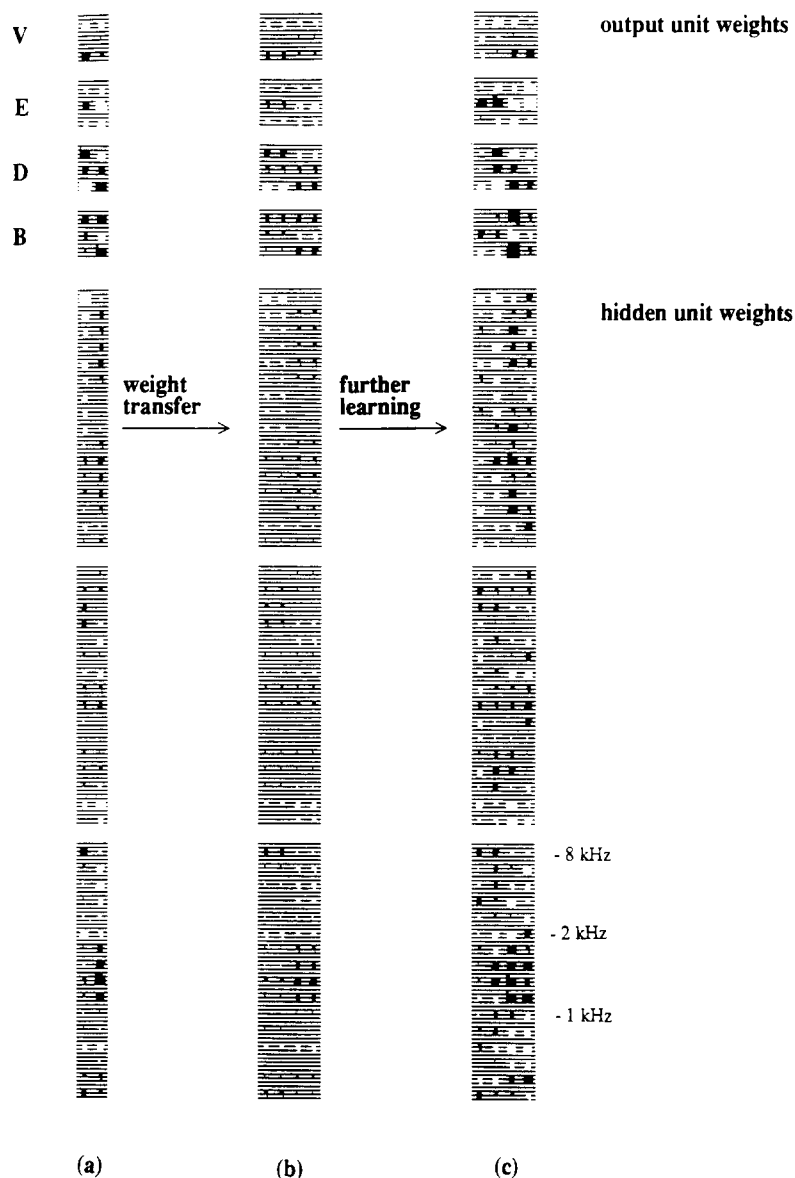 V
output unit weights
E
D
B
hidden unit weights
weight
transfer
further
learning
- 8 kHz
- 2 kHz
- 1 kHz
(a)
(b)
(c)